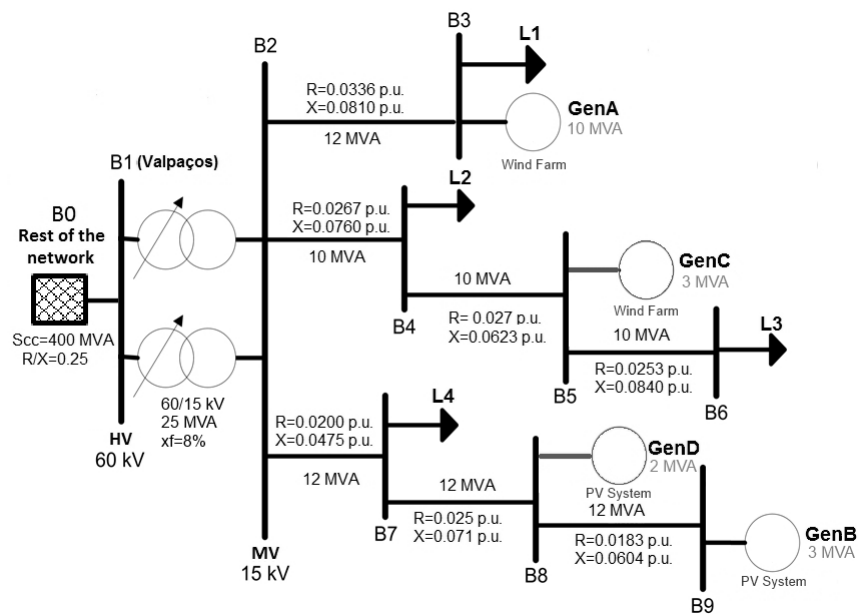 B3
L1
B2
R=0.0336 p.u.
X=0.0810 p.u.
12 MVA
GenA
10 MVA
Wind Farm
B1 (Valpaços)
B0
Rest of the
network
Scc=400 MVA
R/X=0.25
L2
R=0.0267 p.u.
X=0.0760 p.u.
10 MVA
B4
10 MVA
R= 0.027 p.u.
X=0.0623 p.u.
GenC
3 MVA
Wind Farm
10 MVA
R=0.0253 p.u.
X=0.0840 p.u.
L3
B5
B6
60/15 kV
25 MVA
xf=8%
HV
60 kV
L4
R=0.0200 p.u.
X=0.0475 p.u.
12 MVA
B7
12 MVA
R=0.025 p.u.
X=0.071 p.u.
GenD
2 MVA
PV System
12 MVA
R=0.0183 p.u.
X=0.0604 p.u.
GenB
3 MVA
PV System
MV
15 kV
B8
B9